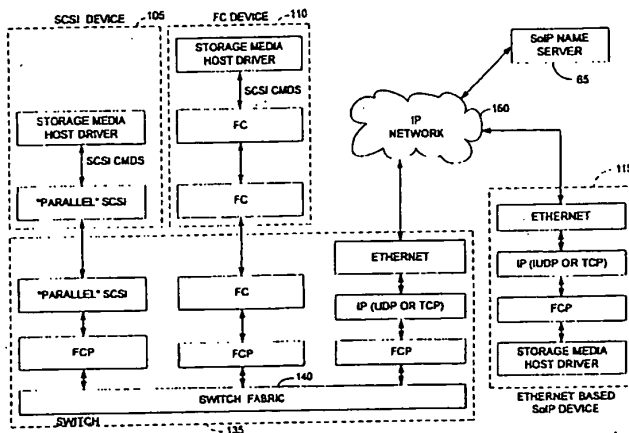 SCSI DEVICE
105
FC DEVICE
110
STORAGE MEDIA
HOST DRIVER
SCSI CMDS
FC
FC
STORAGE MEDIA
HOST DRIVER
SCSI CMDS
"PARALLEL" SCSI
SoIP NAME
SERVER
65
IP
NETWORK
160
115
ETHERNET
IP (IUDP OR TCP)
FCP
STORAGE MEDIA
HOST DRIVER
ETHERNET BASED
SoIP DEVICE
"PARALLEL" SCSI
FCP
FC
FCP
ETHERNET
IP (UDP OR TCP)
FCP
140
SWITCH FABRIC
SWITCH
135